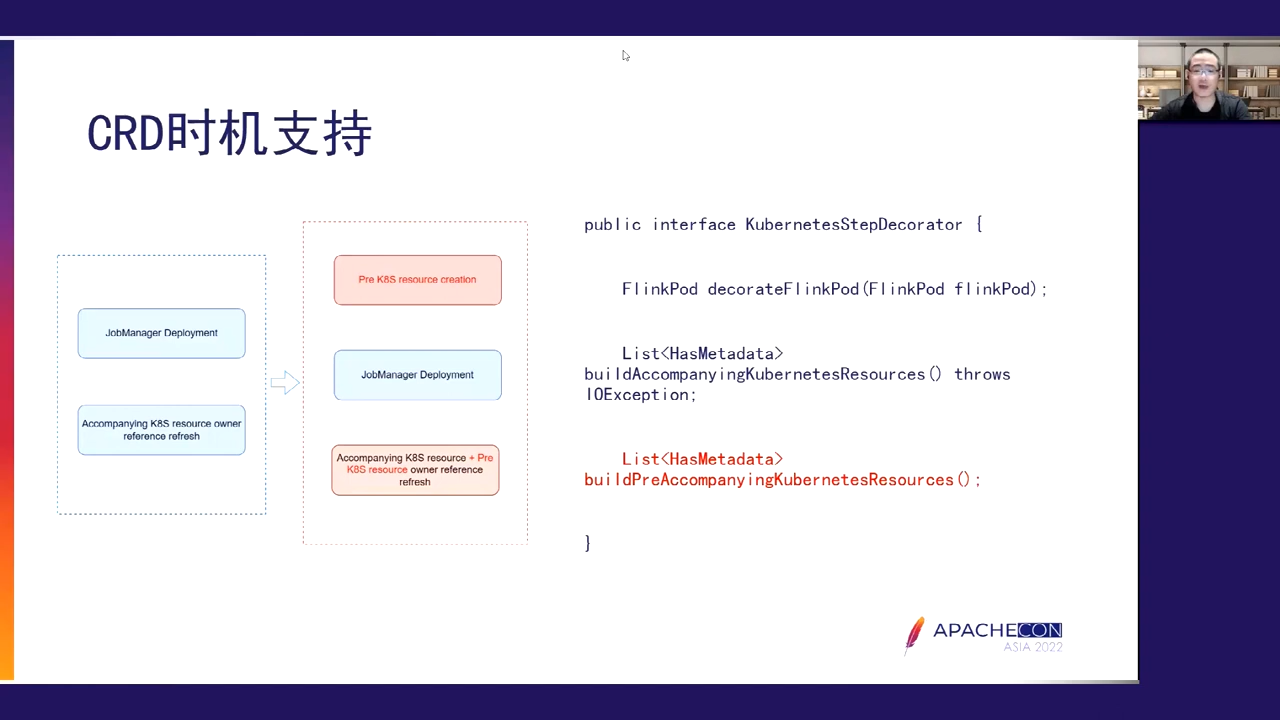 CRD时机支持
JobManager Deployment
Accompanying K8S resource owner
reference refresh
Pre K8S resource creation
JobManager Deployment
Accompanying K8S resource + Pre
K8S resource owner reference
refresh
public interface KubernetesStepDecorator {
FlinkPod decorateFlinkPod(FlinkPod flinkPod);
List<HasMetadata>
buildAccompanyingKubernetesResources() throws
IOException;
List<HasMetadata>
buildPreAccompanyingKubernetesResources();
}
APACHECON
ASIA 2022